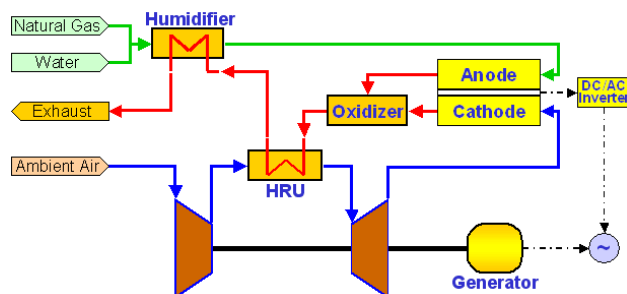 Humidifier
Natural Gas
Water
Anode
DC/AC
Inverter
Exhaust
Oxidizer
Cathode
Ambient Air
HRU
~
Generator